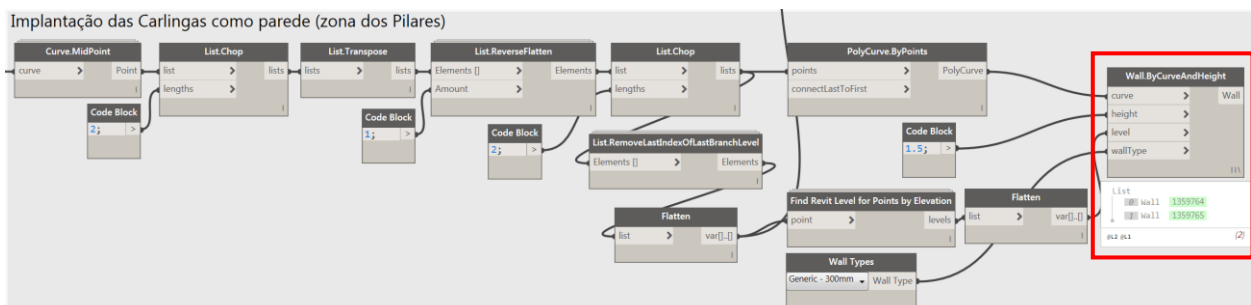 Implantação das Carlingas como parede (zona dos Pilares)
Curve.MidPoint
curve > Point
l
Code Block
2; >
List.Chop
list > lists
lengths >
l
List.Transpose
lists > lists
l
Code Block
1; >
List.ReverseFlatten
Elements [] > Elements
Amount >
l
Code Block
2; >
List.Chop
list > lists
lengths >
l
List.RemoveLastIndexOfLastBranchLevel
Elements [] > Elements
l
Flatten
list > var[]..[]
l
PolyCurve.ByPoints
points > PolyCurve
connectLastToFirst >
l
Code Block
1.5; >
Find Revit Level for Points by Elevation
point > levels
l
Wall Types
Generic - 300mm Wall Type
Flatten
list > var[]..[]
l
Wall.ByCurveAndHeight
curve > Wall
height >
level >
wallType >
lll
List
0 Wall 1359764
1 Wall 1359765
@L2 @L1 {2}